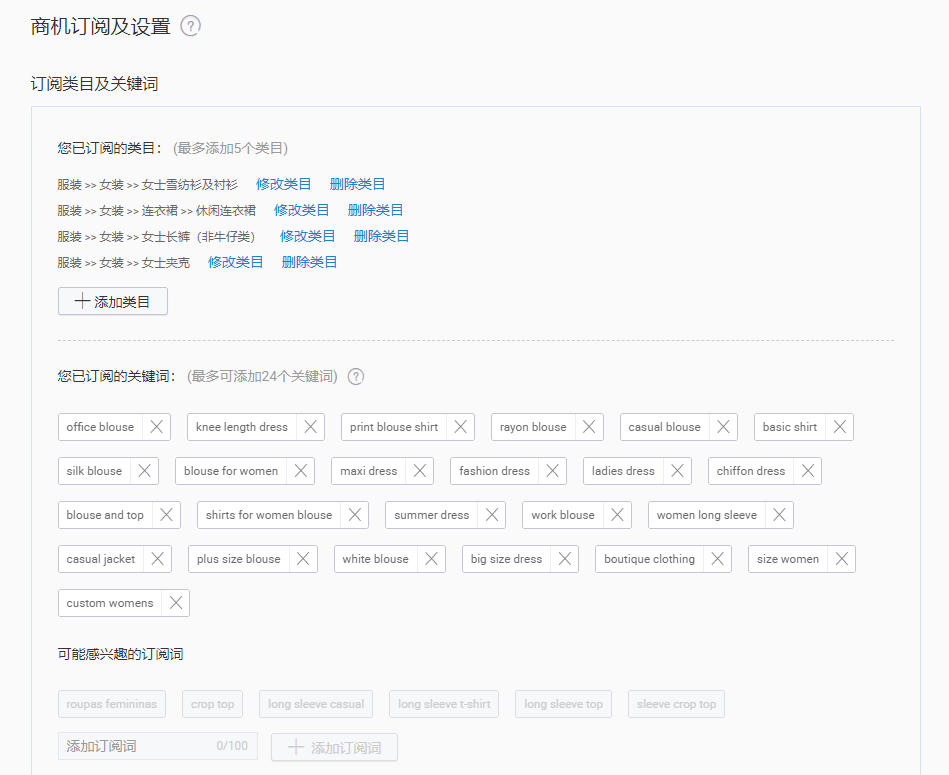 商机订阅及设置 ?
订阅类目及关键词
您已订阅的类目： (最多添加5个类目)
服装 >> 女装 >> 女士雪纺衫及衬衫 修改类目 删除类目
服装 >> 女装 >> 连衣裙 >> 休闲连衣裙 修改类目 删除类目
服装 >> 女装 >> 女士长裤（非牛仔类） 修改类目 删除类目
服装 >> 女装 >> 女士夹克 修改类目 删除类目
添加类目
您已订阅的关键词： (最多可添加24个关键词) ?
office blouse knee length dress print blouse shirt rayon blouse casual blouse basic shirt
silk blouse blouse for women maxi dress fashion dress ladies dress chiffon dress
blouse and top shirts for women blouse summer dress work blouse women long sleeve
casual jacket plus size blouse white blouse big size dress boutique clothing size women
custom womens
可能感兴趣的订阅词
roupas femininas crop top long sleeve casual long sleeve t-shirt long sleeve top sleeve crop top
添加订阅词 0/100 添加订阅词